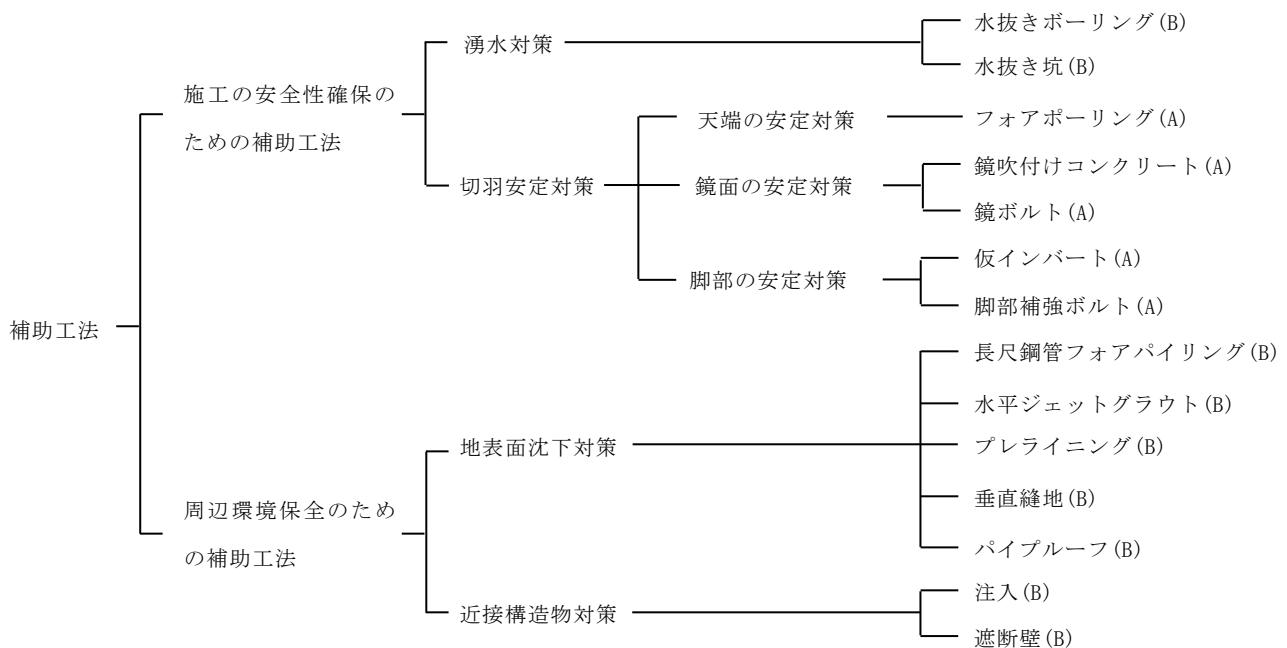 水抜きボーリング(B)
湧水対策
水抜き坑(B)
施工の安全性確保の
ための補助工法
天端の安定対策
フォアポーリング(A)
鏡吹付けコンクリート(A)
切羽安定対策
鏡面の安定対策
鏡ボルト(A)
仮インバート(A)
脚部の安定対策
脚部補強ボルト(A)
補助工法
長尺鋼管フォアパイリング(B)
水平ジェットグラウト(B)
地表面沈下対策
プレライニング(B)
垂直縫地(B)
周辺環境保全のため
の補助工法
パイプルーフ(B)
注入(B)
近接構造物対策
遮断壁(B)